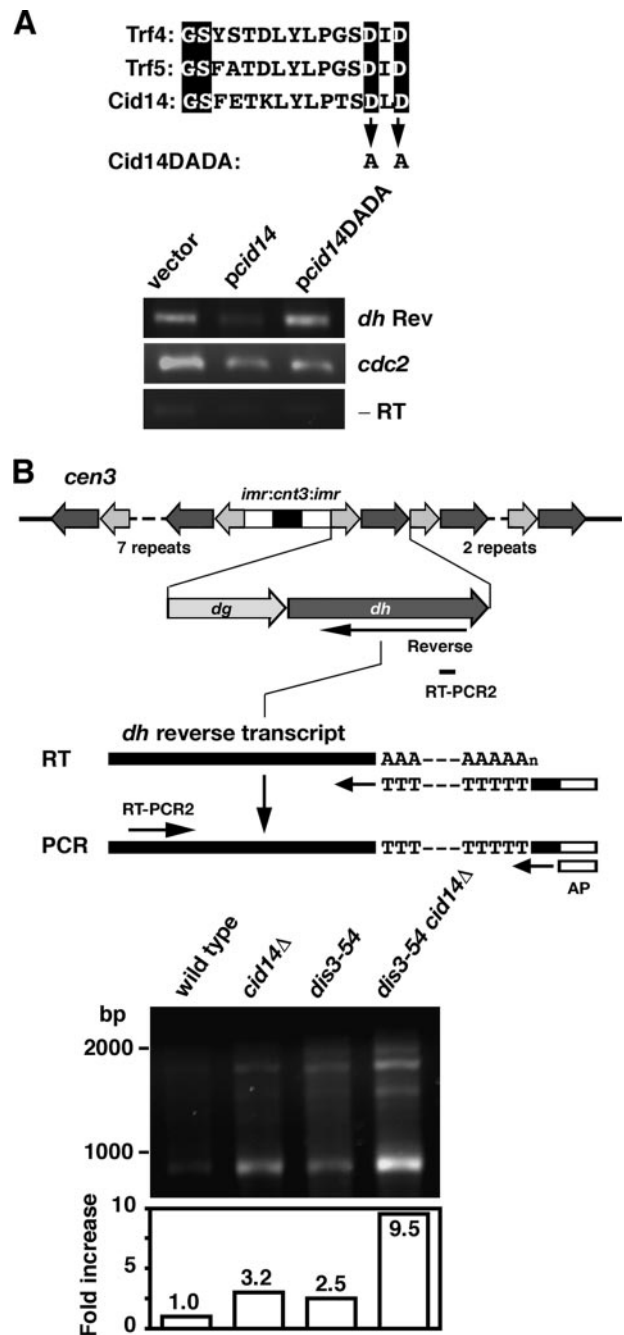 A
Trf4: GSYSTDLYLPGSDID
Trf5: GSFATDLYLPGSDID
Cid14: GSFETKLYLPTSDLD
Cid14DADA: A A
vector pcid14 pcid14DADA
dh Rev
cdc2
– RT
B
cen3
imr:cnt3:imr
7 repeats 2 repeats
dg dh
Reverse
RT-PCR2
dh reverse transcript
RT AAA---AAAAAn
TTT---TTTTT
RT-PCR2
PCR TTT---TTTTT
AP
wild type cid14Δ dis3-54 dis3-54 cid14Δ
bp
2000
1000
Fold increase
10
5
0
1.0 3.2 2.5 9.5